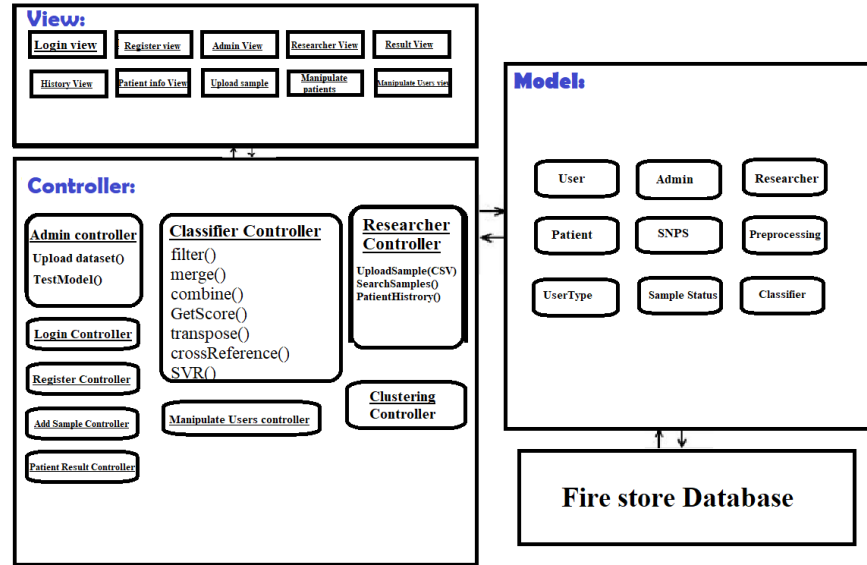 View:
Login view
Register view
Admin View
Researcher View
Result View
History View
Patient info View
Upload sample
Manipulate
patients
Manipulate Users view
Controller:
Admin controller
Upload dataset()
TestModel()
Login Controller
Register Controller
Add Sample Controller
Patient Result Controller
Classifier Controller
filter()
merge()
combine()
GetScore()
transpose()
crossReference()
SVR()
Manipulate Users controller
Researcher
Controller
UploadSample(CSV)
SearchSamples()
PatientHistrory()
Clustering
Controller
Model:
User
Admin
Researcher
Patient
SNPS
Preprocessing
UserType
Sample Status
Classifier
Fire store Database